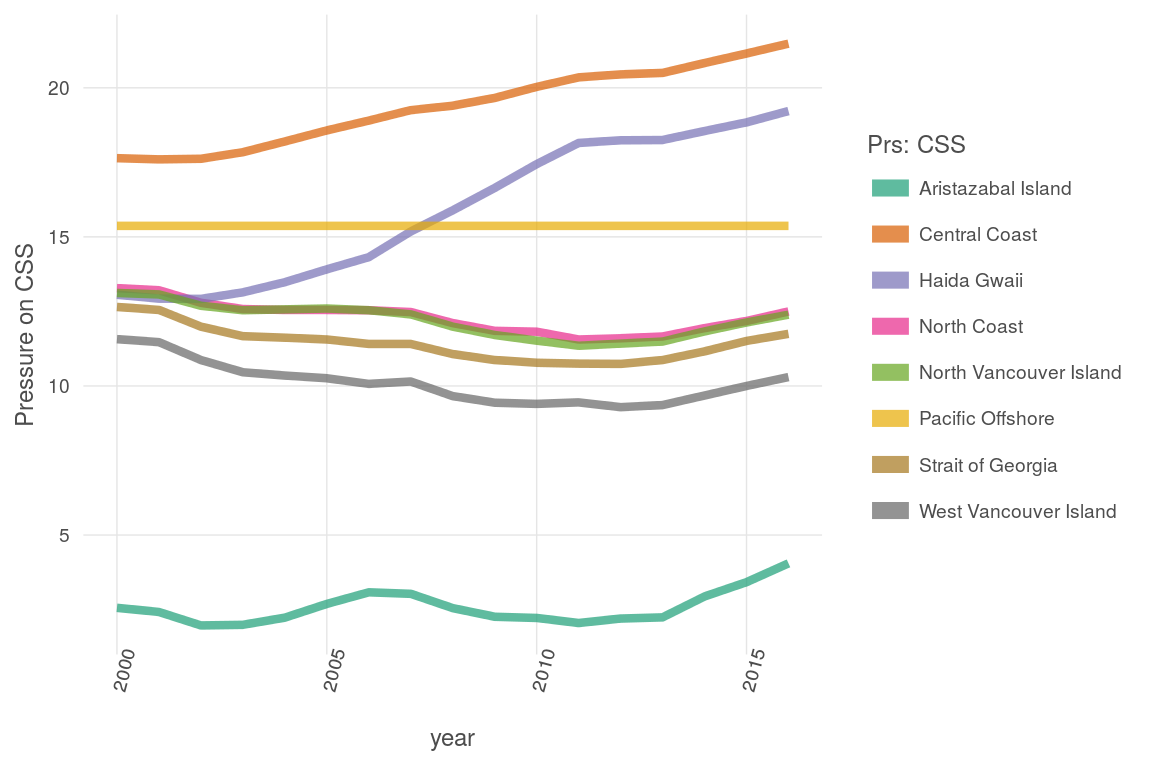 20
15
10
5
Pressure on CSS
2000
2005
2010
2015
year
Prs: CSS
Aristazabal Island
Central Coast
Haida Gwaii
North Coast
North Vancouver Island
Pacific Offshore
Strait of Georgia
West Vancouver Island